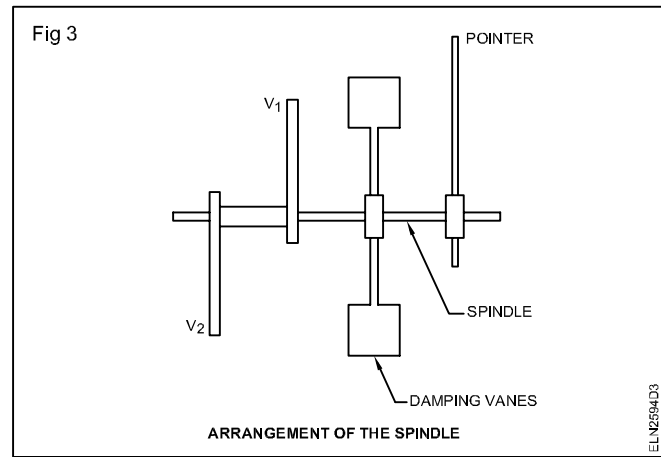 Fig 3
POINTER
V1
V2
SPINDLE
DAMPING VANES
ARRANGEMENT OF THE SPINDLE
ELN2594D3